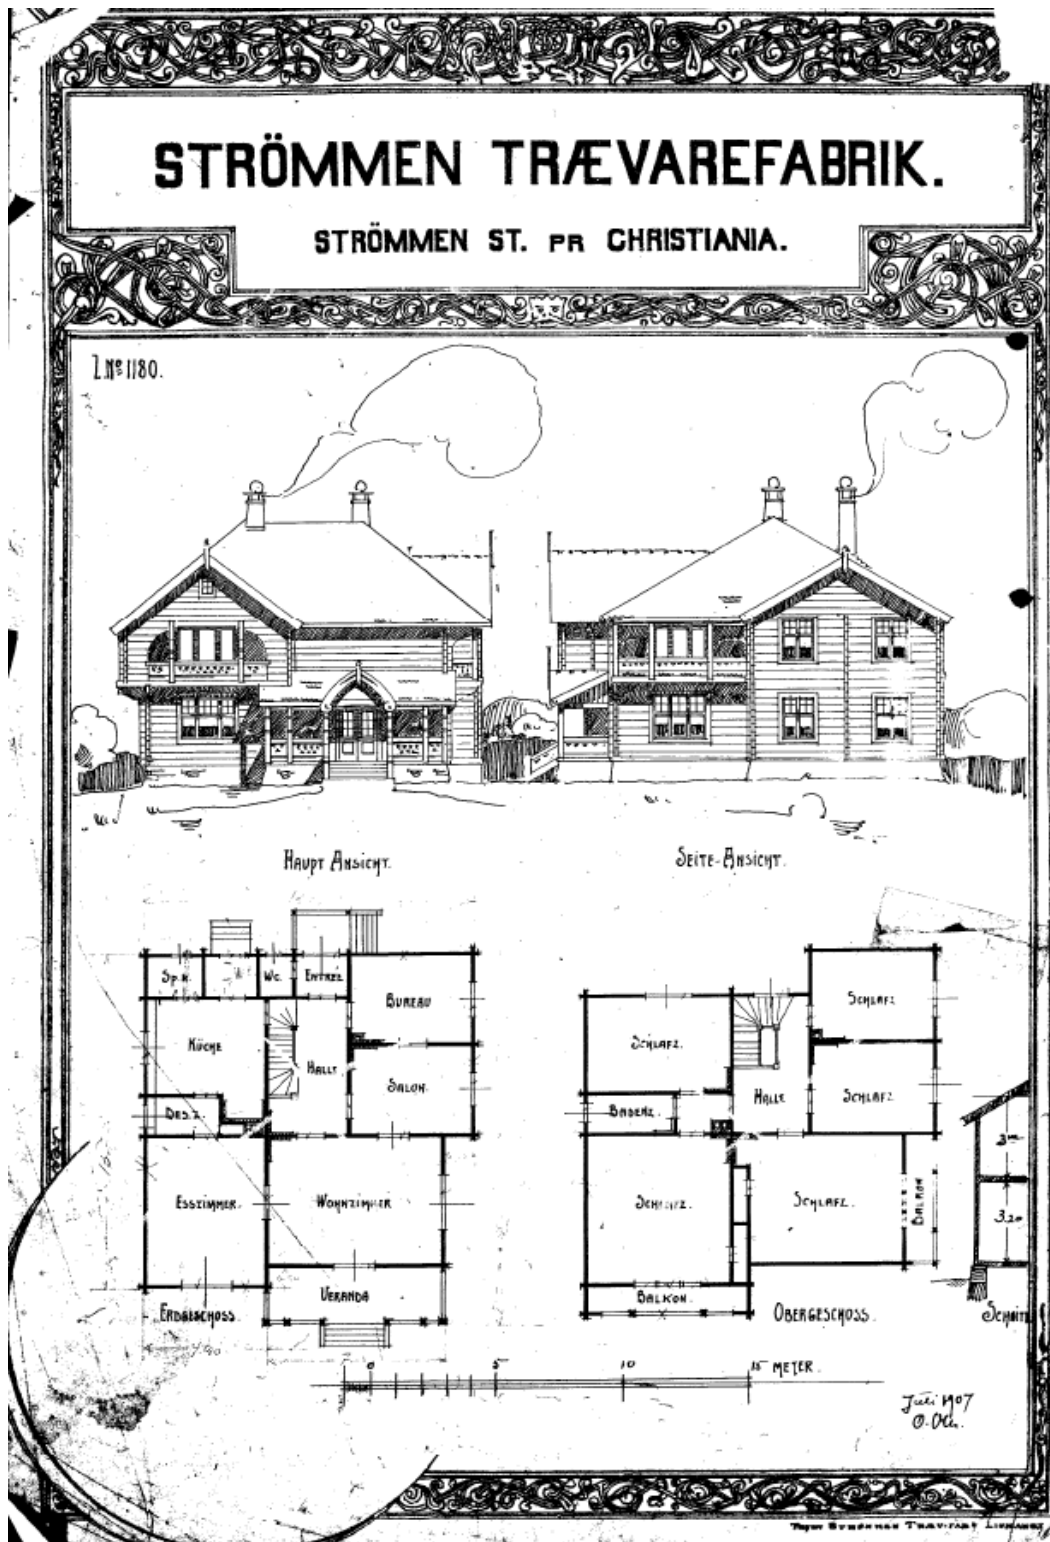 STRÖMMEN TRÆVAREFABRIK.
STRÖMMEN ST. PR CHRISTIANIA.
Z.No 1180.
HAUPT ANSICHT.
SEITE-ANSICHT.
SP.K.
WC.
ENTREE
BUREAU
KÜCHE
HALLE
SALON.
ESSZIMMER.
WOHNZIMMER
VERANDA
ERDGESCHOSS
SCHLAFZ
SCHLAFZ.
HALLE
SCHLAFZ
BADEZ.
SCHLAFZ.
SCHLAFZ.
BALKON
BALKON.
OBERGESCHOSS.
3.20
SCHNITT
0 5 10 15 METER.
Juli 1907